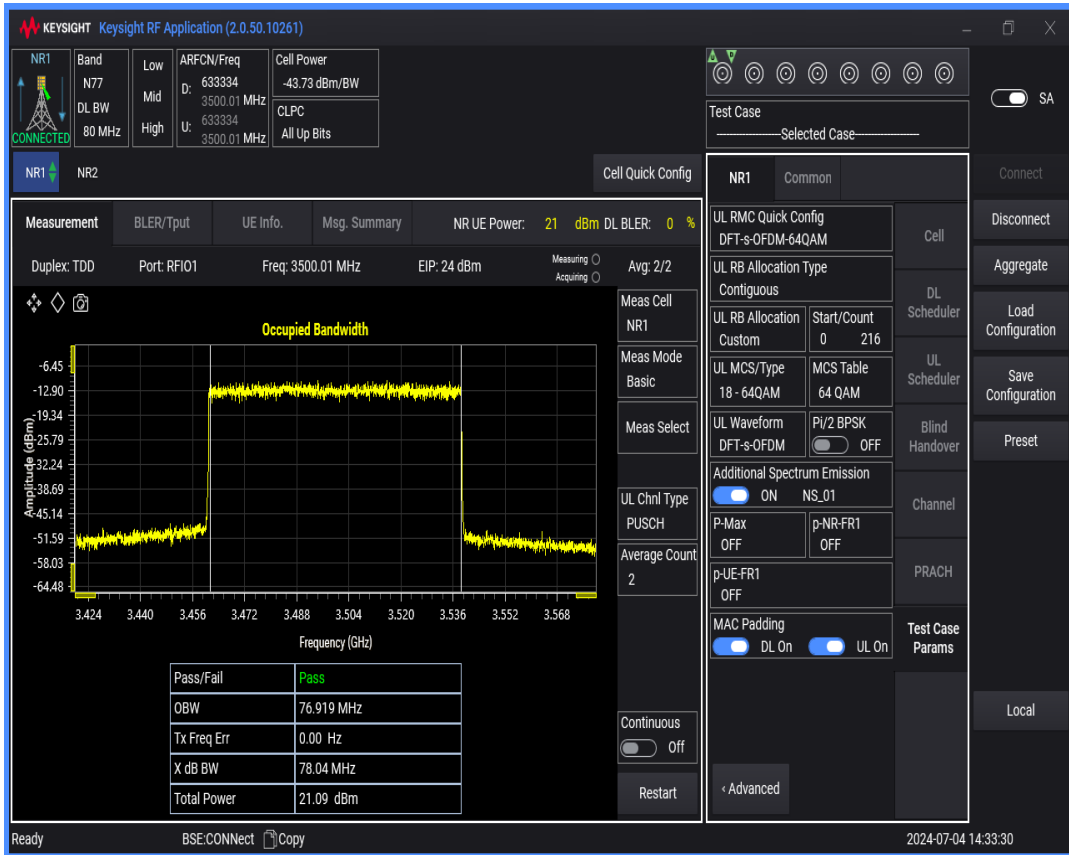 KEYSIGHT Keysight RF Application (2.0.50.10261)
NR1
CONNECTED
Band
N77
DL BW
80 MHz
Low
Mid
High
ARFCN/Freq
D: 633334
3500.01 MHz
U: 633334
3500.01 MHz
Cell Power
-43.73 dBm/BW
CLPC
All Up Bits
Test Case
--------------------Selected Case--------------------
SA
NR1 NR2
Cell Quick Config
NR1 Common
Connect
Disconnect
Aggregate
Load Configuration
Save Configuration
Preset
Local
Measurement BLER/Tput UE Info. Msg. Summary NR UE Power: 21 dBm DL BLER: 0 %
Duplex: TDD Port: RFIO1 Freq: 3500.01 MHz EIP: 24 dBm Measuring Acquiring Avg: 2/2
Occupied Bandwidth
Amplitude (dBm)
-6.45
-12.90
-19.34
-25.79
-32.24
-38.69
-45.14
-51.59
-58.03
-64.48
3.424 3.440 3.456 3.472 3.488 3.504 3.520 3.536 3.552 3.568
Frequency (GHz)
Pass/Fail Pass
OBW 76.919 MHz
Tx Freq Err 0.00 Hz
X dB BW 78.04 MHz
Total Power 21.09 dBm
Meas Cell
NR1
Meas Mode
Basic
Meas Select
UL Chnl Type
PUSCH
Average Count
2
Continuous
Off
Restart
UL RMC Quick Config
DFT-s-OFDM-64QAM
UL RB Allocation Type
Contiguous
UL RB Allocation
Custom
Start/Count
0 216
UL MCS/Type
18 - 64QAM
MCS Table
64 QAM
UL Waveform
DFT-s-OFDM
Pi/2 BPSK
OFF
Additional Spectrum Emission
ON NS_01
P-Max
OFF
p-NR-FR1
OFF
p-UE-FR1
OFF
MAC Padding
DL On UL On
‹ Advanced
Cell
DL Scheduler
UL Scheduler
Blind Handover
Channel
PRACH
Test Case Params
Ready BSE:CONNect Copy 2024-07-04 14:33:30